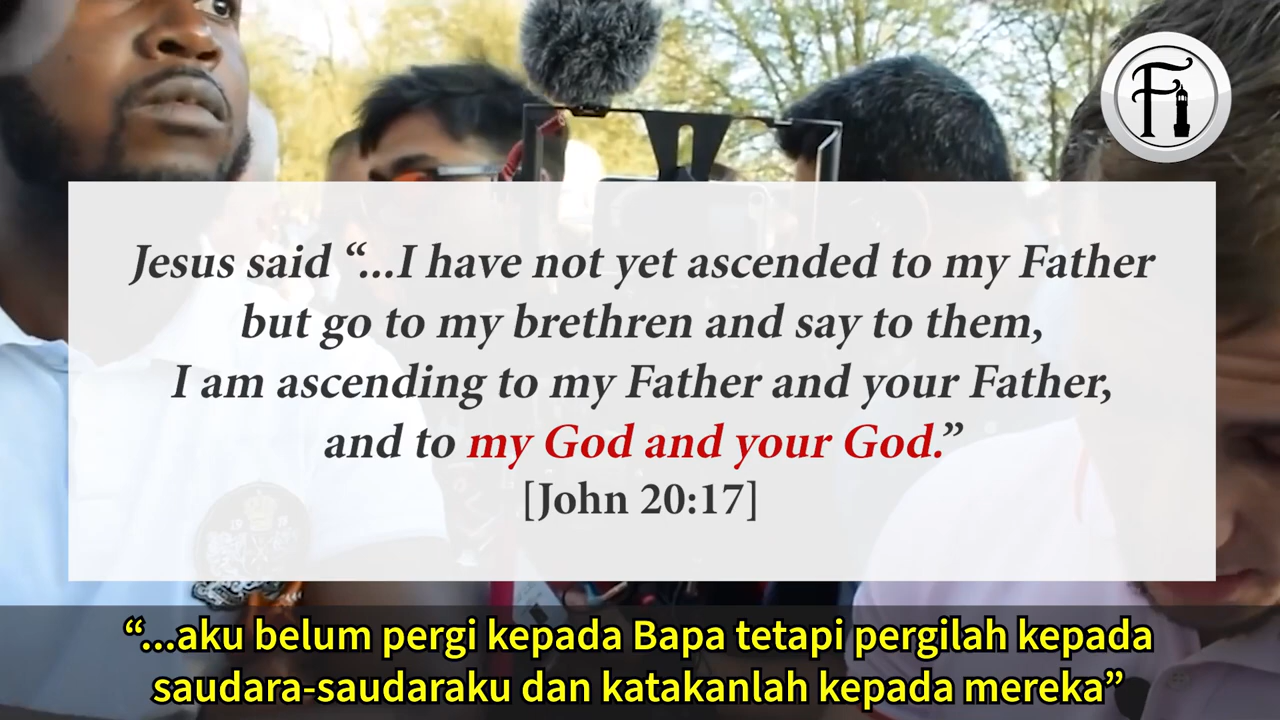 Fi
Jesus said “...I have not yet ascended to my Father
but go to my brethren and say to them,
I am ascending to my Father and your Father,
and to my God and your God.”
[John 20:17]
“...aku belum pergi kepada Bapa tetapi pergilah kepada
saudara-saudaraku dan katakanlah kepada mereka”